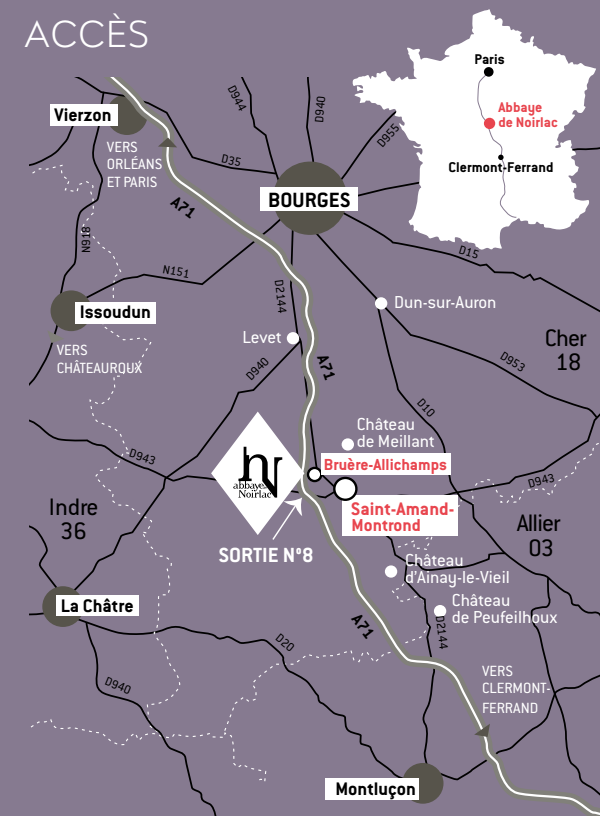 ACCÈS
Paris
Abbaye
de Noirlac
Clermont-Ferrand
Vierzon
VERS
ORLÉANS
ET PARIS
D944
D940
D955
D35
A71
BOURGES
N918
N151
D15
D2144
Issoudun
VERS
CHÂTEAUROUX
Dun-sur-Auron
Levet
D940
A71
Cher
18
D953
D10
Château
de Meillant
D943
abbaye
Noirlac
Bruère-Allichamps
Saint-Amand-
Montrond
D943
Indre
36
SORTIE N°8
Allier
03
Château
d'Ainay-le-Vieil
Château
de Peufeilhoux
La Châtre
A71
D2144
D20
D940
VERS
CLERMONT-
FERRAND
Montluçon